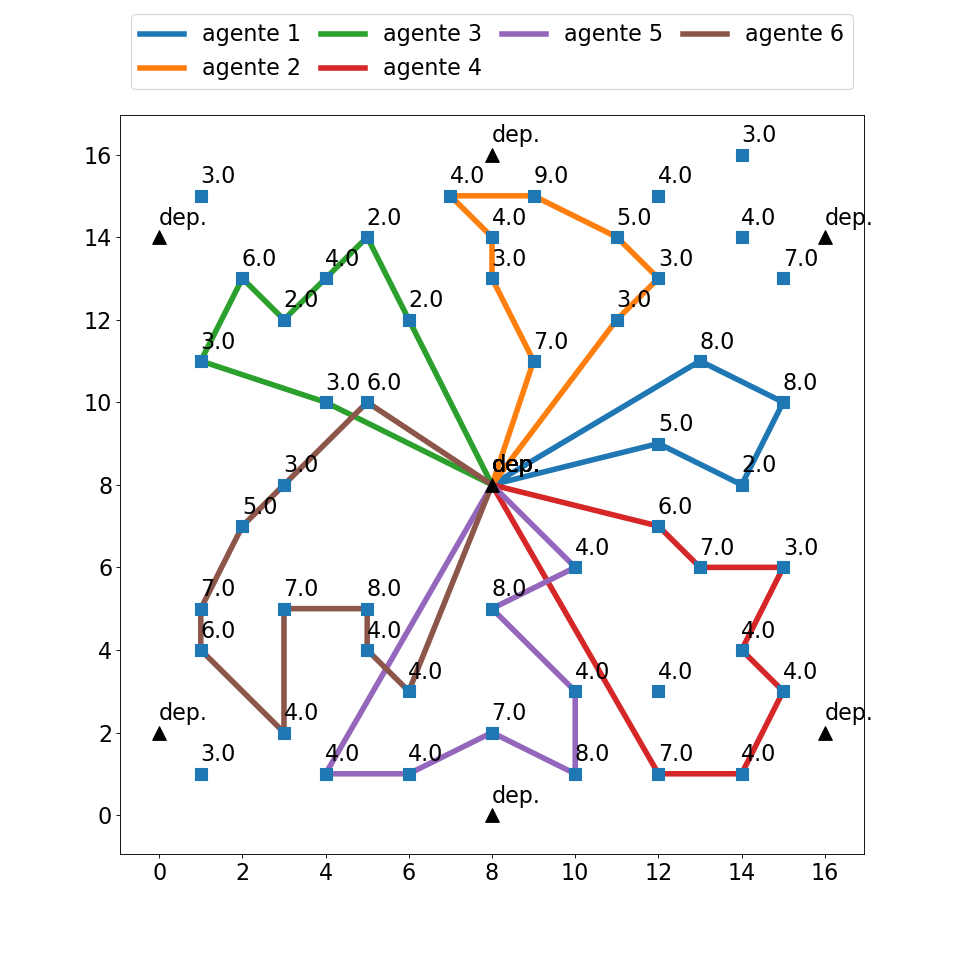 agente 1 agente 3 agente 5 agente 6
agente 2 agente 4
3.0
16 dep.
3.0 4.0 9.0 4.0
dep. 2.0 4.0 5.0 4.0 dep.
14
6.0 4.0 3.0 3.0 7.0
2.0 2.0 3.0
12
3.0 7.0 8.0
3.0 6.0 8.0
10
5.0
3.0 dep. dep. 2.0
8
5.0 6.0
4.0 7.0 3.0
6
7.0 7.0 8.0 8.0
6.0 4.0 4.0
4
4.0 4.0 4.0 4.0
dep. 4.0 7.0 dep.
2
3.0 4.0 4.0 8.0 7.0 4.0
dep.
0
0 2 4 6 8 10 12 14 16